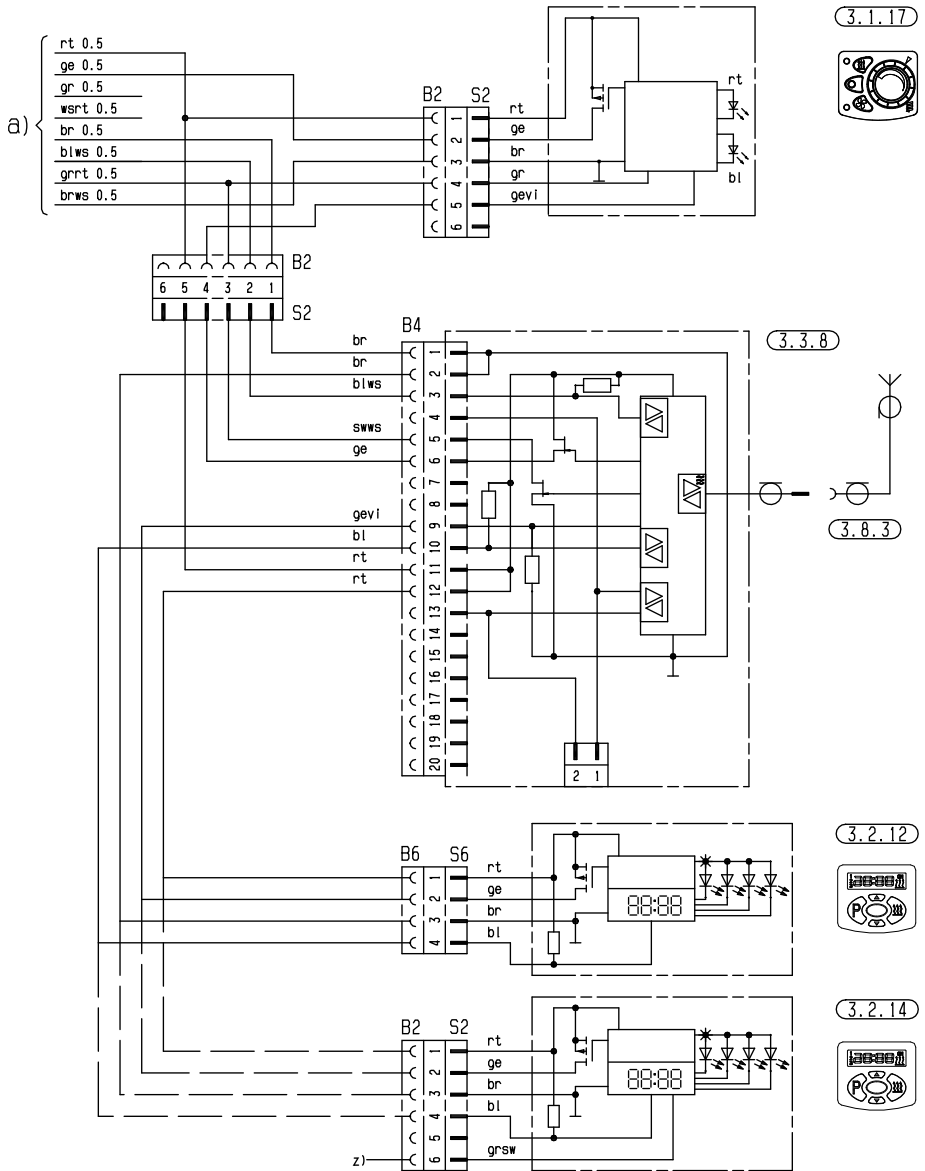 3.1.17
a)
rt 0.5
ge 0.5
gr 0.5
wsrt 0.5
br 0.5
blws 0.5
grrt 0.5
brws 0.5
B2 S2
1
2
3
4
5
6
rt
ge
br
gr
gevi
rt
bl
B2
6 5 4 3 2 1
S2
B4
3.3.8
br
br
blws
swws
ge
gevi
bl
rt
rt
1
2
3
4
5
6
7
8
9
10
11
12
13
14
15
16
17
18
19
20
2 1
3.8.3
3.2.12
B6 S6
1
2
3
4
rt
ge
br
bl
88:88
P
3.2.14
B2 S2
1
2
3
4
5
6
rt
ge
br
bl
grsw
88:88
P
z)